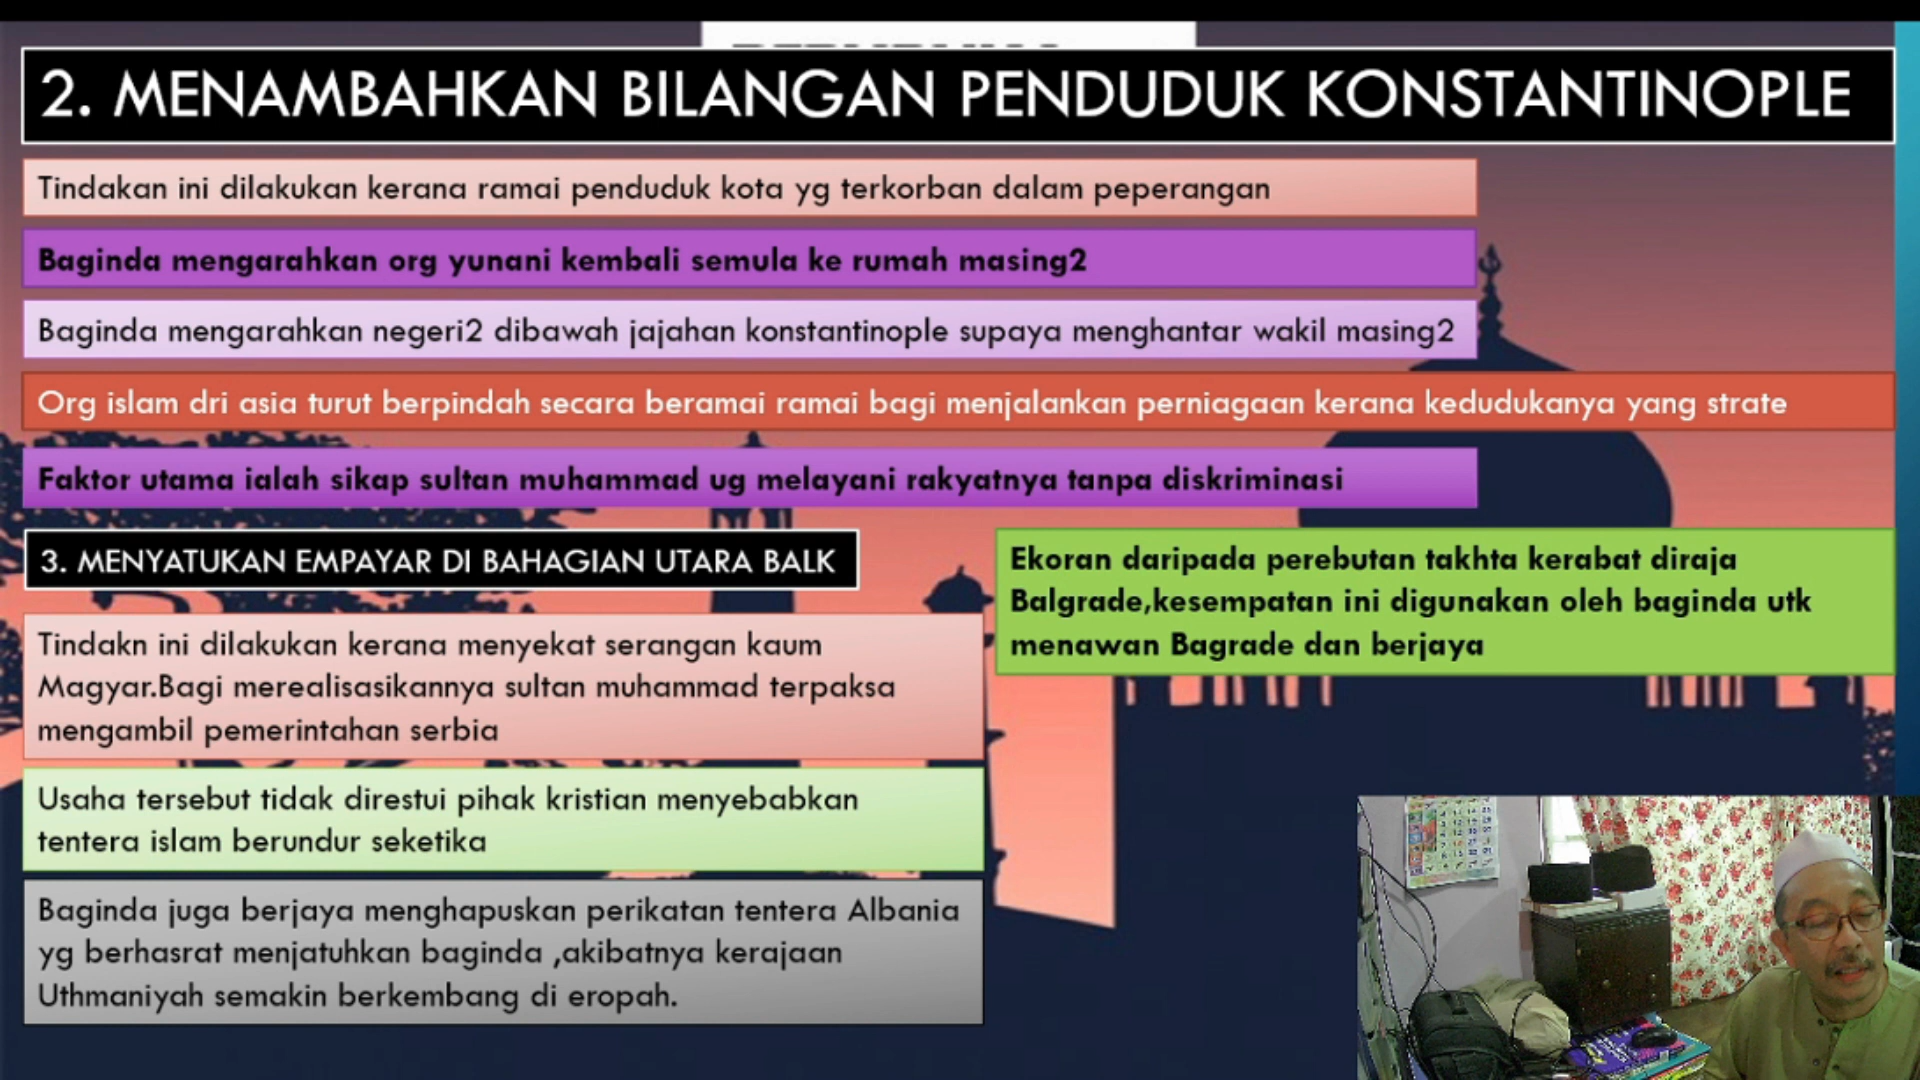 2. MENAMBAHKAN BILANGAN PENDUDUK KONSTANTINOPLE
Tindakan ini dilakukan kerana ramai penduduk kota yg terkorban dalam peperangan
Baginda mengarahkan org yunani kembali semula ke rumah masing2
Baginda mengarahkan negeri2 dibawah jajahan konstantinople supaya menghantar wakil masing2
Org islam dri asia turut berpindah secara beramai ramai bagi menjalankan perniagaan kerana kedudukanya yang strate
Faktor utama ialah sikap sultan muhammad ug melayani rakyatnya tanpa diskriminasi
3. MENYATUKAN EMPAYAR DI BAHAGIAN UTARA BALK
Tindakn ini dilakukan kerana menyekat serangan kaum
Magyar.Bagi merealisasikannya sultan muhammad terpaksa
mengambil pemerintahan serbia
Usaha tersebut tidak direstui pihak kristian menyebabkan
tentera islam berundur seketika
Baginda juga berjaya menghapuskan perikatan tentera Albania
yg berhasrat menjatuhkan baginda ,akibatnya kerajaan
Uthmaniyah semakin berkembang di eropah.
Ekoran daripada perebutan takhta kerabat diraja
Balgrade,kesempatan ini digunakan oleh baginda utk
menawan Bagrade dan berjaya